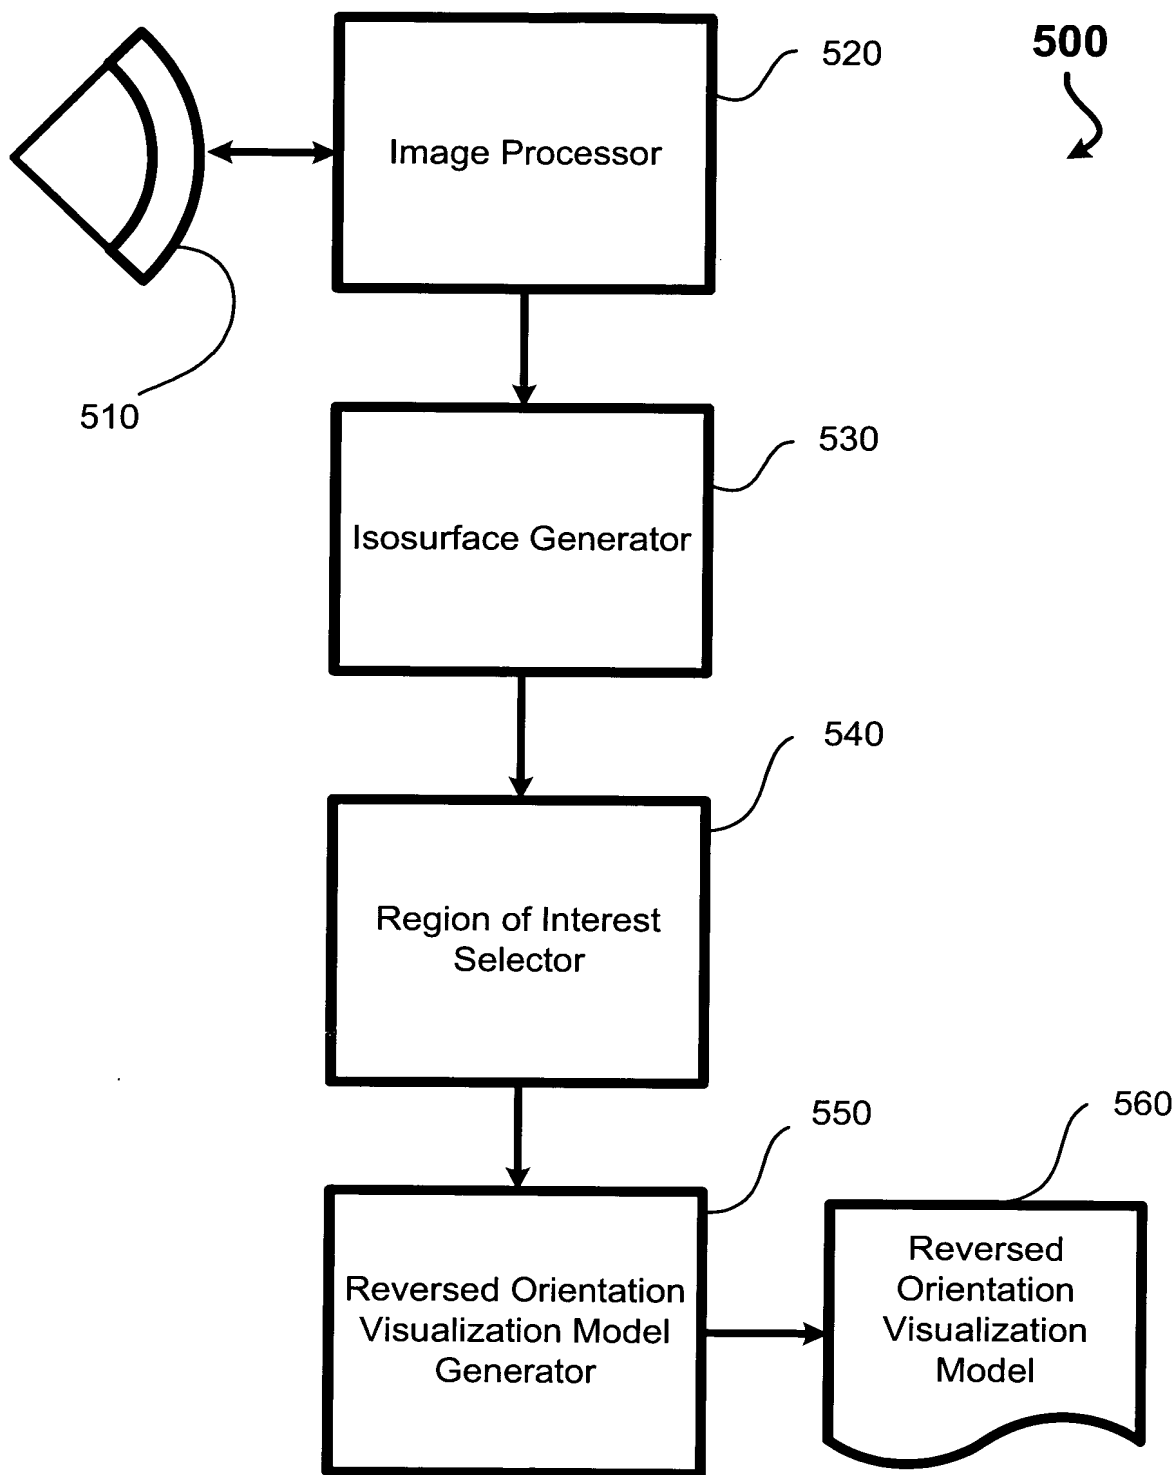 500
520
Image Processor
510
530
Isosurface Generator
540
Region of Interest
Selector
550
560
Reversed Orientation
Visualization Model
Generator
Reversed
Orientation
Visualization
Model